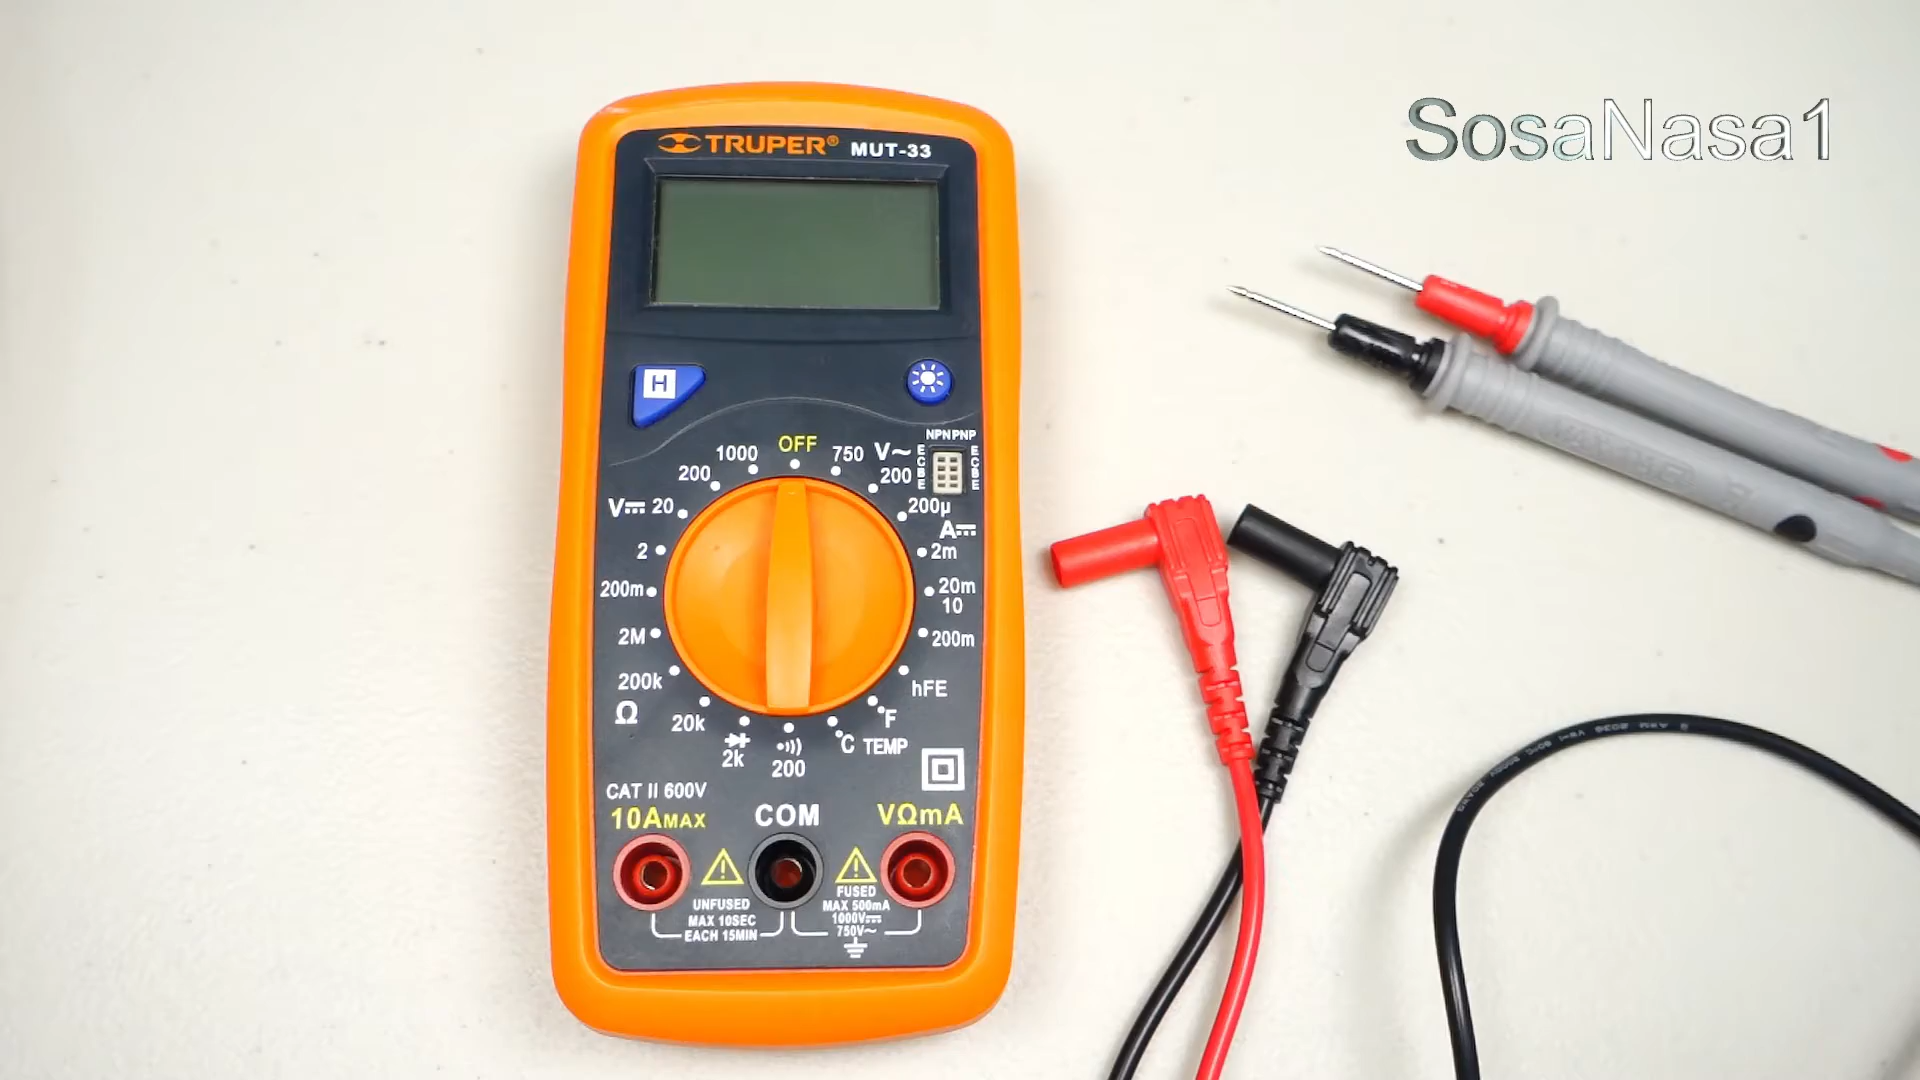 SosaNasa1
TRUPER® MUT-33
H
OFF
1000
750
V~
200
200
NPN PNP
E
C
B
E
E
C
B
E
V⎓ 20
200µ
A⎓
2
2m
200m
20m
10
2M
200m
200k
hFE
Ω
20k
°F
2k
200
°C TEMP
CAT II 600V
10AMAX
COM
VΩmA
UNFUSED
MAX 10SEC
EACH 15MIN
FUSED
MAX 500mA
1000V⎓
750V~